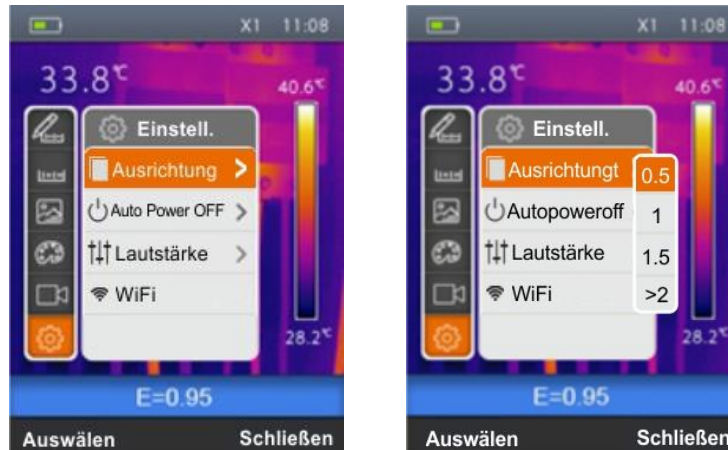 X1 11:08
33.8℃
40.6℃
Einstell.
Ausrichtung >
Auto Power OFF >
Lautstärke >
WiFi
28.2℃
E=0.95
Auswälen Schließen
X1 11:08
33.8℃
40.6℃
Einstell.
Ausrichtungt 0.5
Autopoweroff 1
Lautstärke 1.5
WiFi >2
28.2℃
E=0.95
Auswälen Schließen